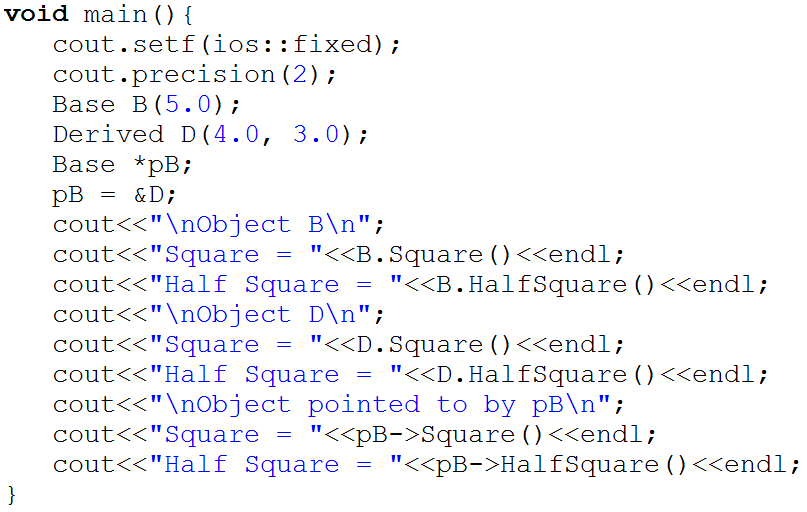 void main(){
cout.setf(ios::fixed);
cout.precision(2);
Base B(5.0);
Derived D(4.0, 3.0);
Base *pB;
pB = &D;
cout<<"\nObject B\n";
cout<<"Square = "<<B.Square()<<endl;
cout<<"Half Square = "<<B.HalfSquare()<<endl;
cout<<"\nObject D\n";
cout<<"Square = "<<D.Square()<<endl;
cout<<"Half Square = "<<D.HalfSquare()<<endl;
cout<<"\nObject pointed to by pB\n";
cout<<"Square = "<<pB->Square()<<endl;
cout<<"Half Square = "<<pB->HalfSquare()<<endl;
}